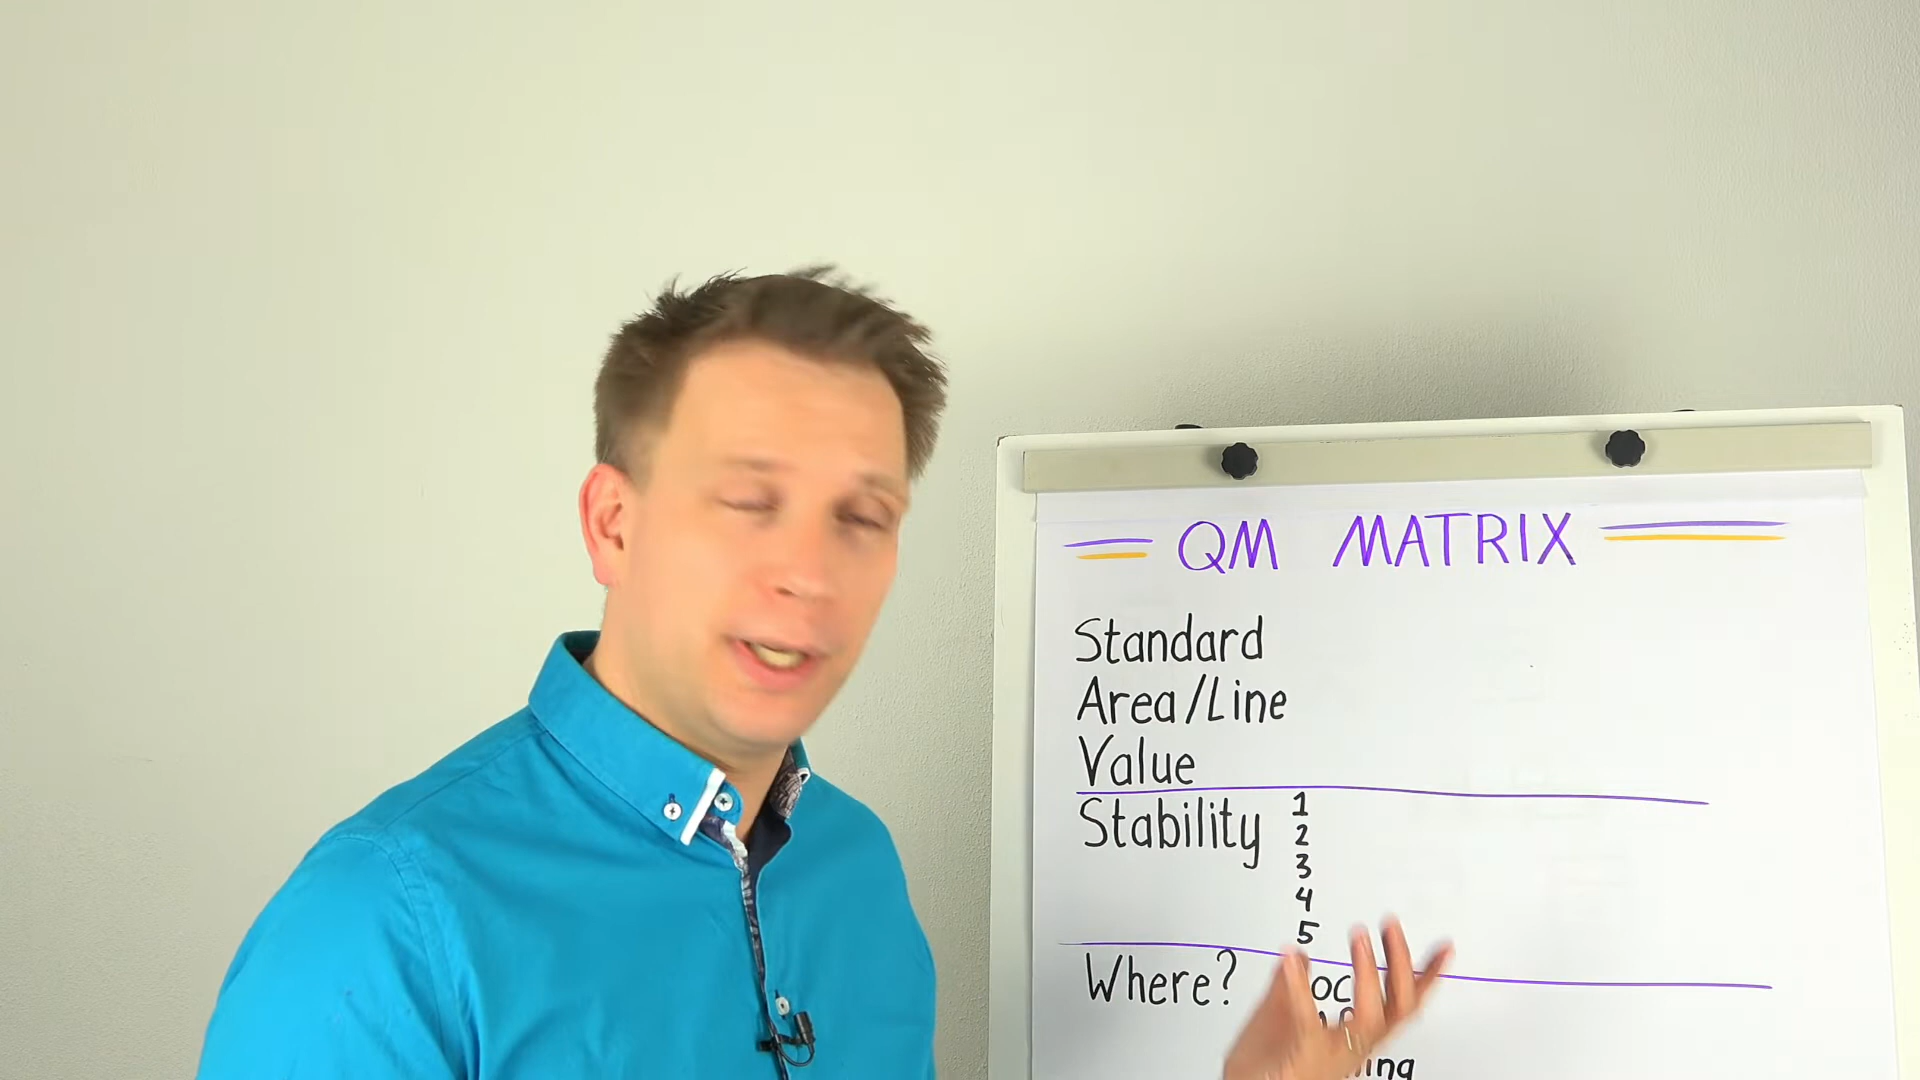 QM MATRIX
Standard
Area/Line
Value
Stability 1
2
3
4
5
Where?